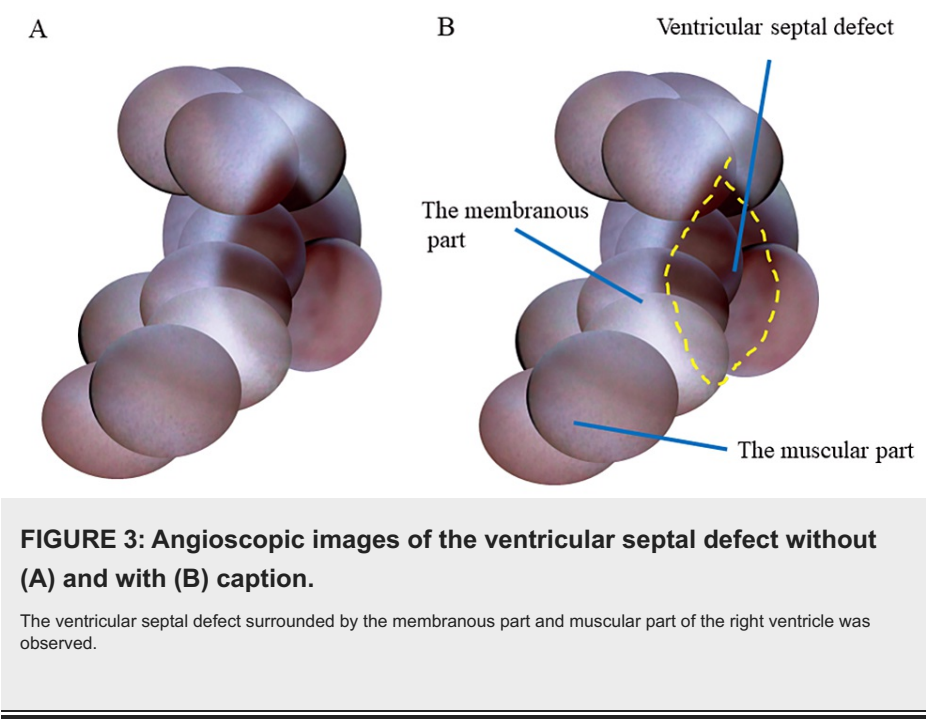 A
B
Ventricular septal defect
The membranous
part
The muscular part
FIGURE 3: Angioscopic images of the ventricular septal defect without
(A) and with (B) caption.
The ventricular septal defect surrounded by the membranous part and muscular part of the right ventricle was
observed.